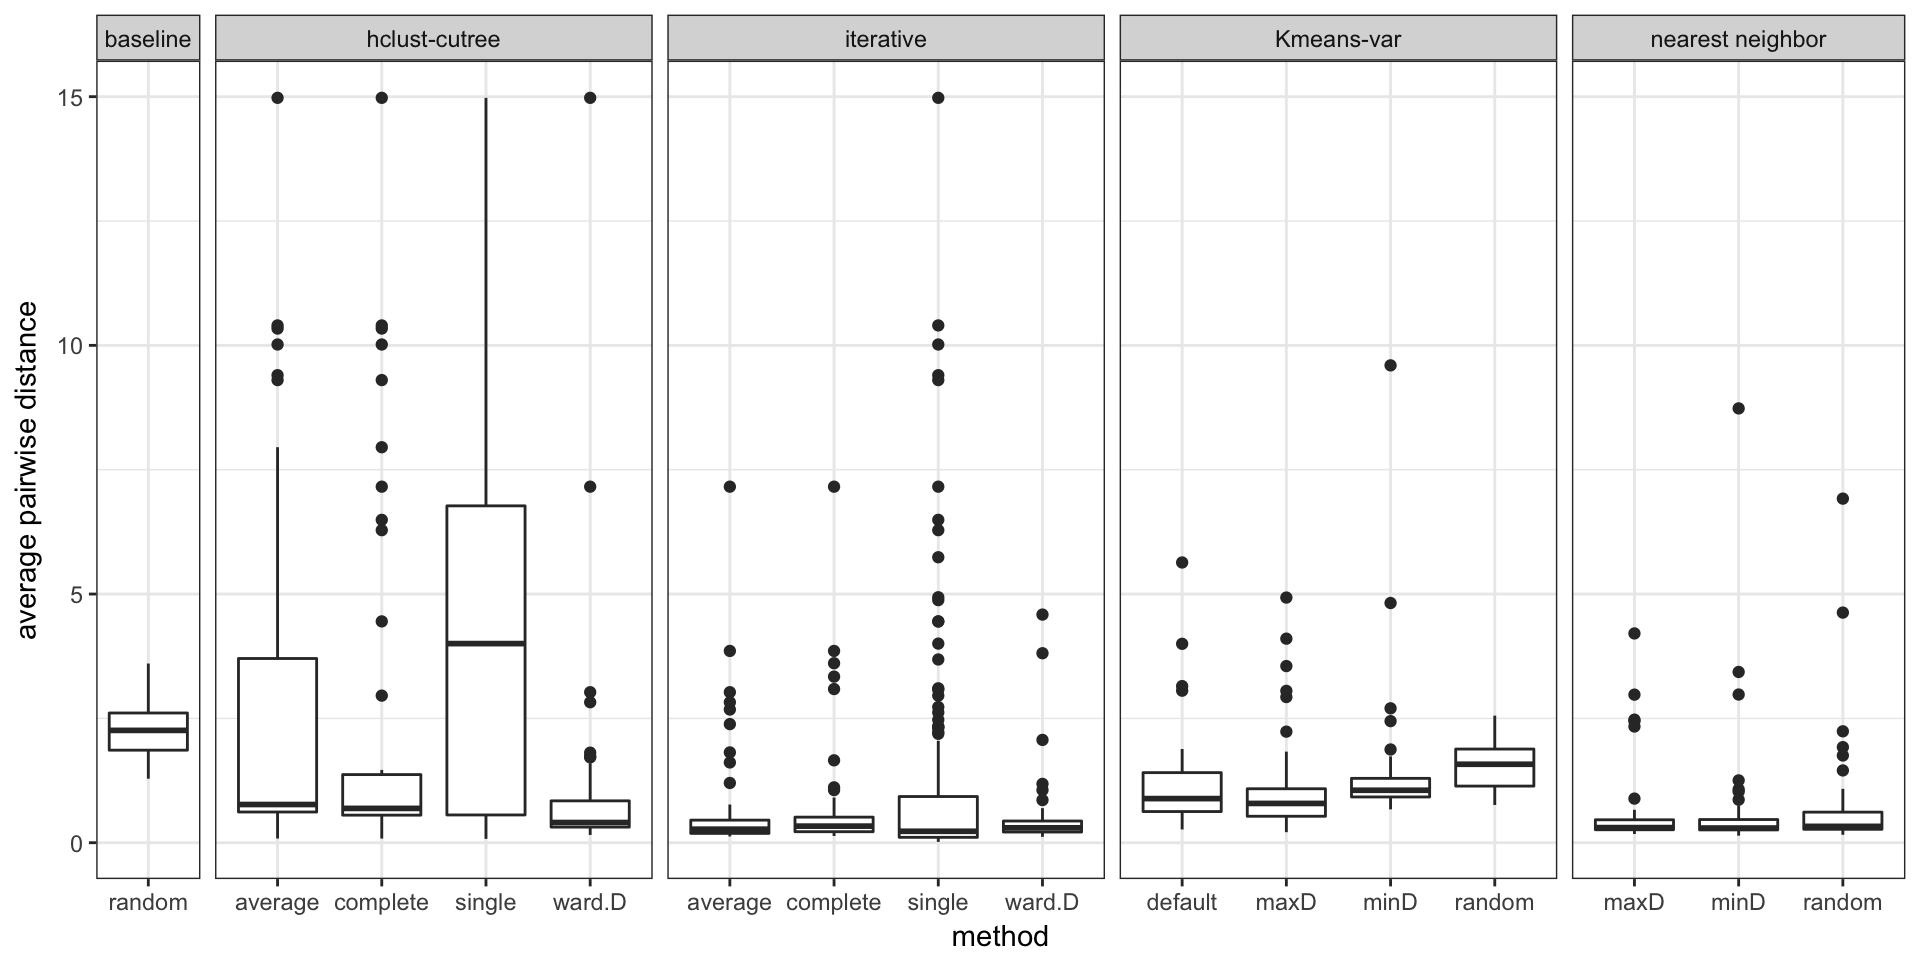 baseline hclust-cutree iterative Kmeans-var nearest neighbor
average pairwise distance
15
10
5
0
random average complete single ward.D average complete single ward.D default maxD minD random maxD minD random
method